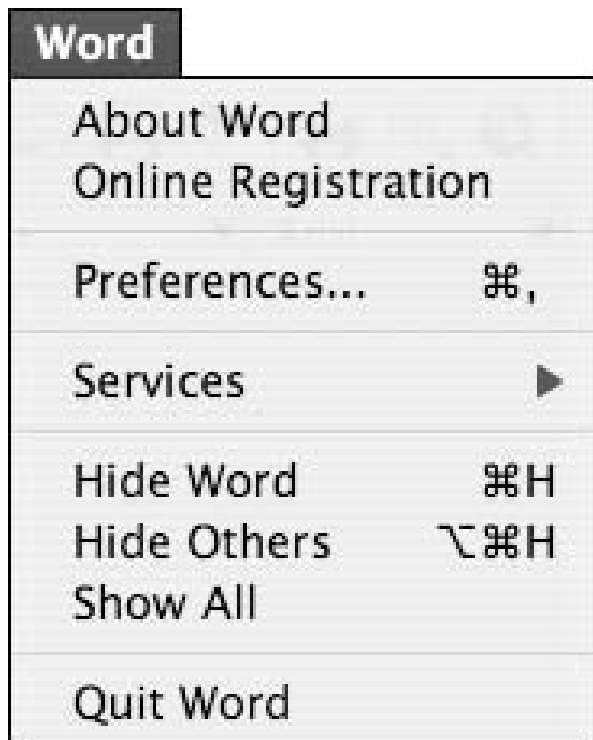 Word
About Word
Online Registration
Preferences... ⌘,
Services ▶
Hide Word ⌘H
Hide Others ⌥⌘H
Show All
Quit Word